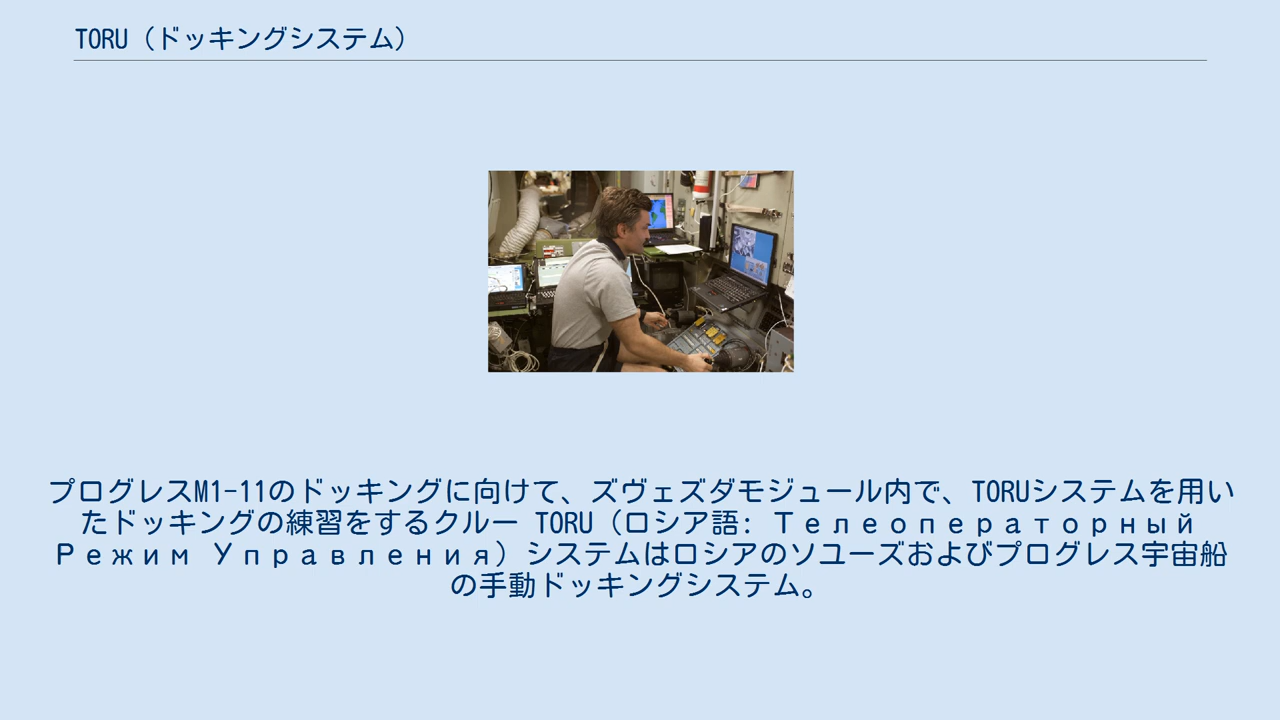 TORU（ドッキングシステム）
プログレスM1-11のドッキングに向けて、ズヴェズダモジュール内で、TORUシステムを用い
たドッキングの練習をするクルー TORU（ロシア語: Телеоператорный
Режим Управления）システムはロシアのソユーズおよびプログレス宇宙船
の手動ドッキングシステム。